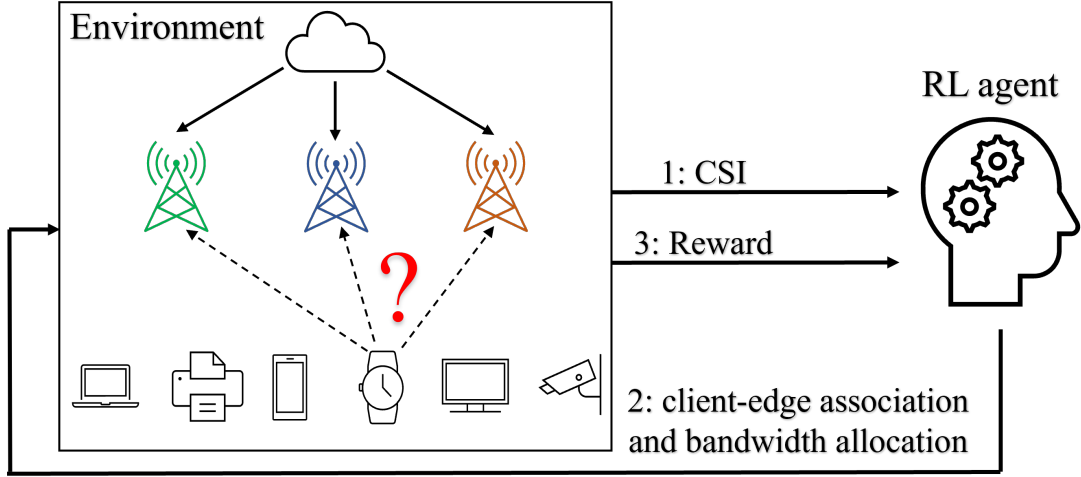 Environment
RL agent
1: CSI
3: Reward
?
2: client-edge association
and bandwidth allocation